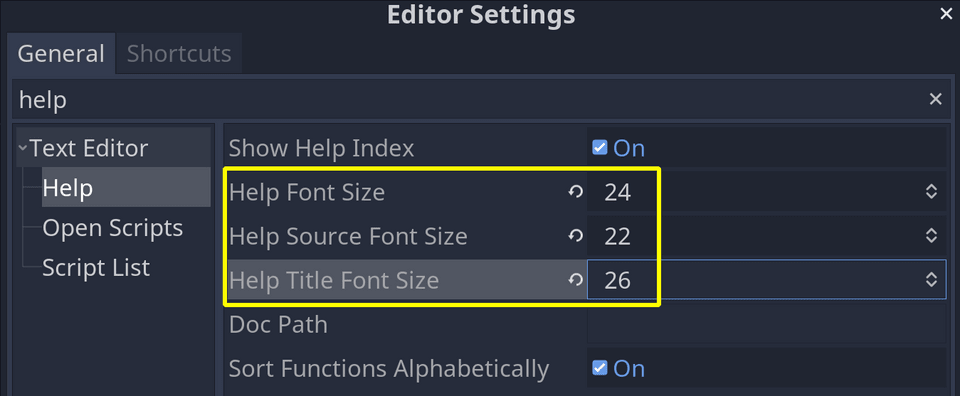 Editor Settings
General Shortcuts
help
Text Editor
Help
Open Scripts
Script List
Show Help Index On
Help Font Size 24
Help Source Font Size 22
Help Title Font Size 26
Doc Path
Sort Functions Alphabetically On